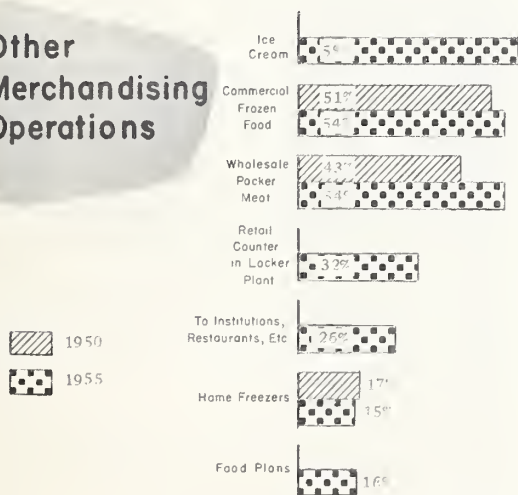 Other
Merchandising
Operations
Ice
Cream
Commercial
Frozen
Food
51%
54%
Wholesale
Packer
Meat
43%
54%
Retail
Counter
in Locker
Plant
32%
To Institutions,
Restaurants, Etc
26%
1950
1955
Home Freezers
17%
15%
Food Plans
16%